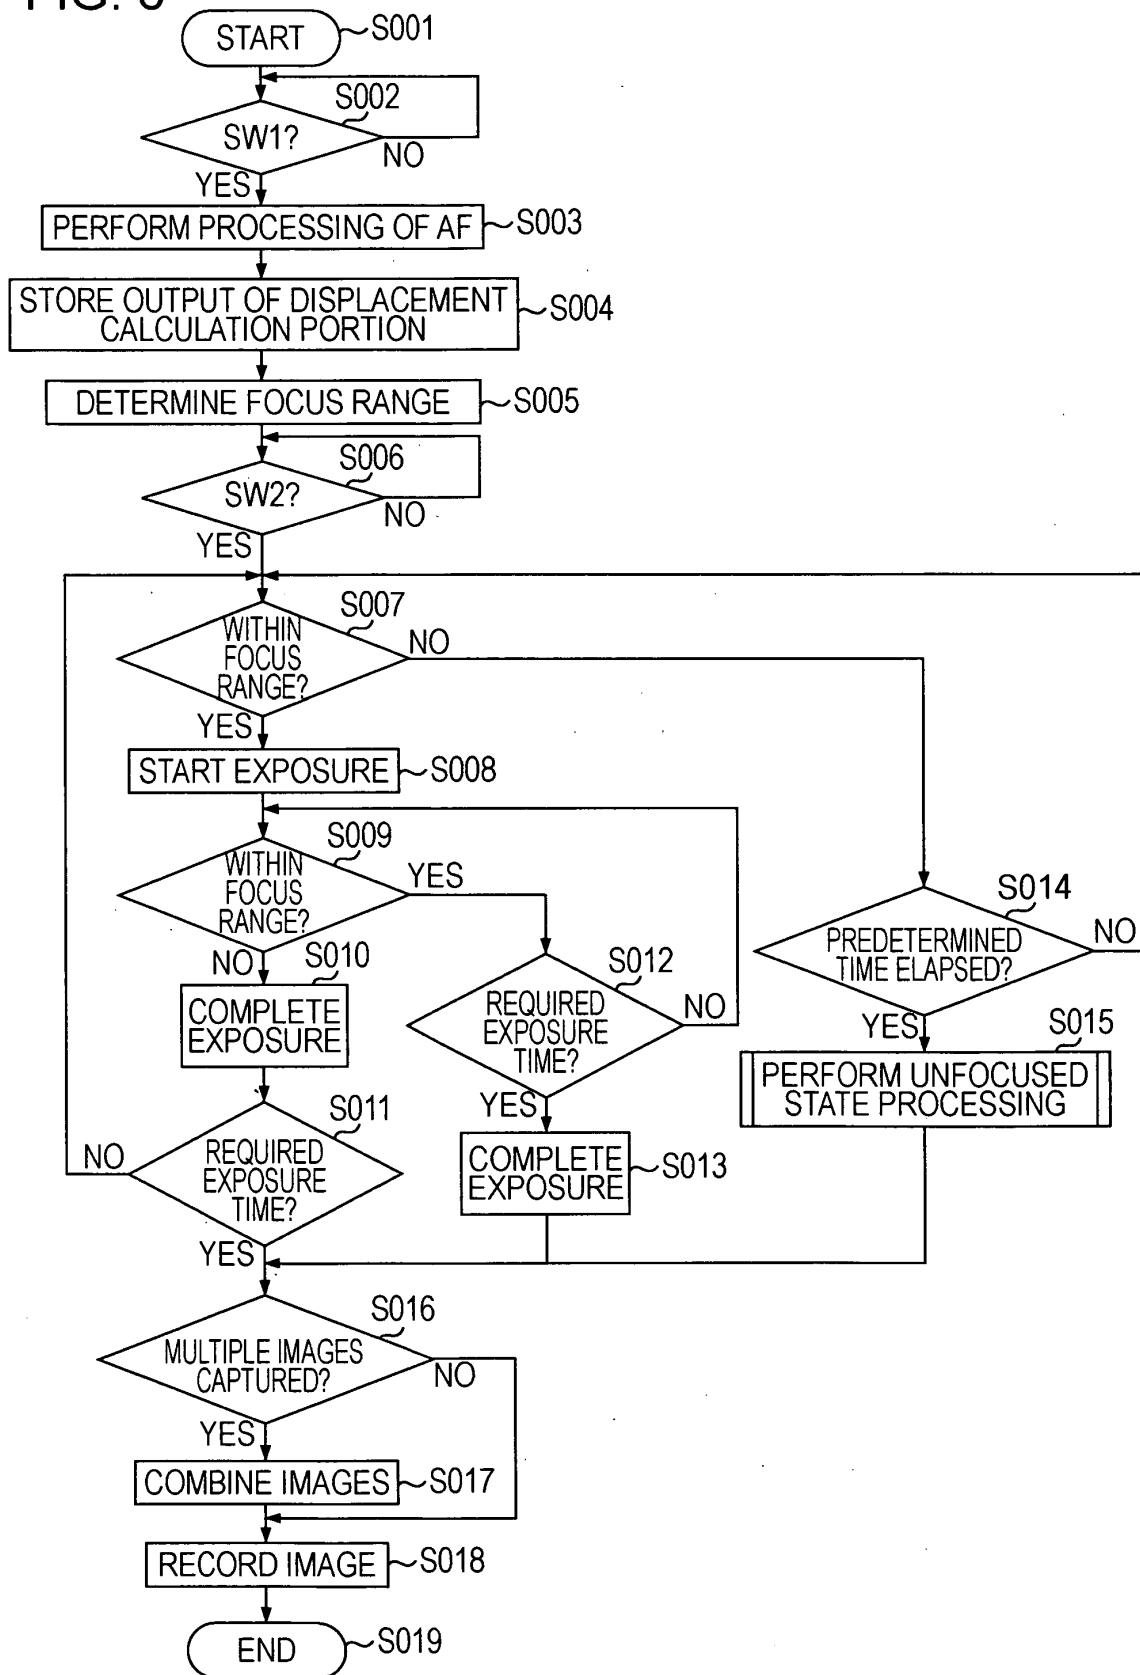 START
S001
S002
SW1?
NO
YES
PERFORM PROCESSING OF AF
S003
STORE OUTPUT OF DISPLACEMENT
CALCULATION PORTION
S004
DETERMINE FOCUS RANGE
S005
S006
SW2?
NO
YES
S007
WITHIN
FOCUS
RANGE?
NO
YES
START EXPOSURE
S008
S009
WITHIN
FOCUS
RANGE?
YES
NO
S010
COMPLETE
EXPOSURE
S012
REQUIRED
EXPOSURE
TIME?
NO
YES
S014
PREDETERMINED
TIME ELAPSED?
NO
YES
S015
PERFORM UNFOCUSED
STATE PROCESSING
S011
REQUIRED
EXPOSURE
TIME?
NO
YES
COMPLETE
EXPOSURE
S013
S016
MULTIPLE IMAGES
CAPTURED?
NO
YES
COMBINE IMAGES
S017
RECORD IMAGE
S018
END
S019